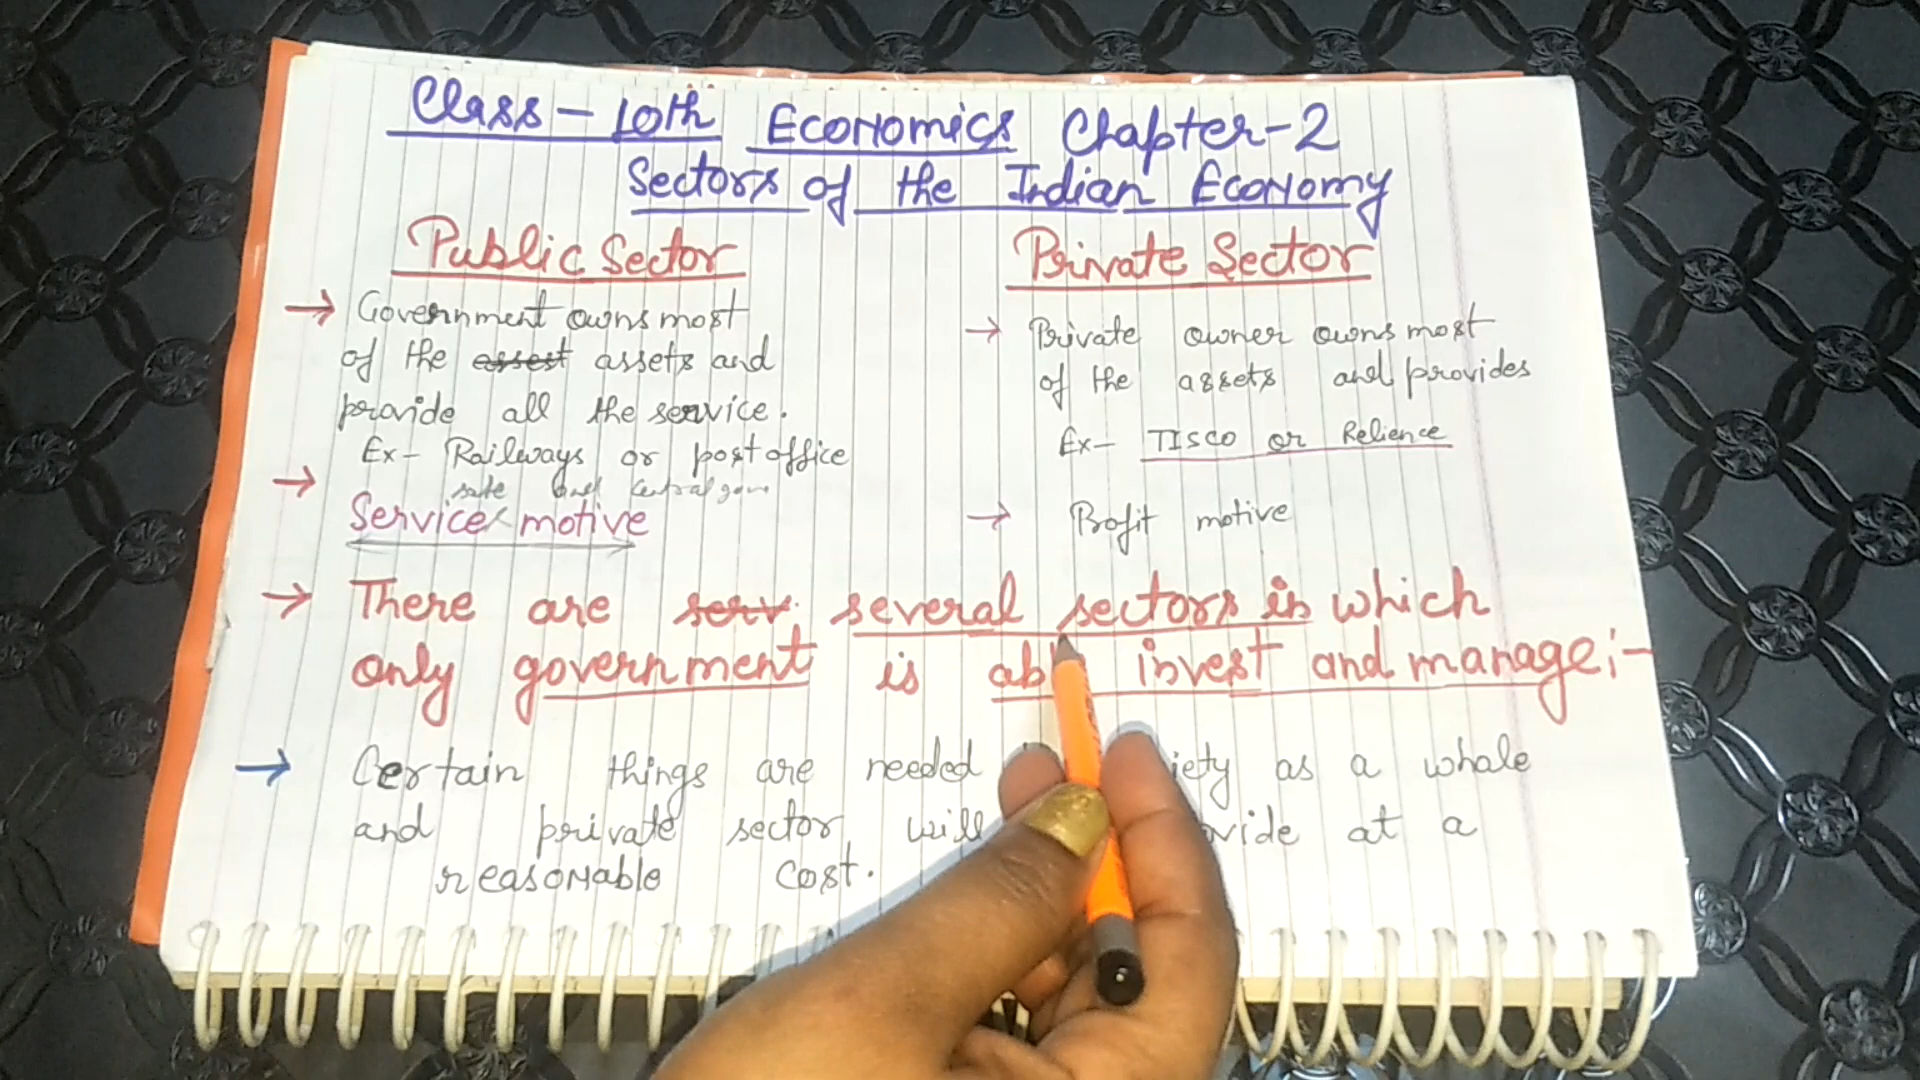 Class - 10th Economics Chapter-2
Sectors of the Indian Economy
Public Sector
→ Government owns most
of the assest assets and
provide all the service.
Ex- Railways or post office
→
Service motive
Private Sector
→ Private owner owns most
of the assets and provides
Ex- TISCO or Relience
→ Profit motive
→ There are serv. several sectors in which
only government is invest and manage:-
→ Certain things are needed as a whole
and private sector will at a
reasonable cost.